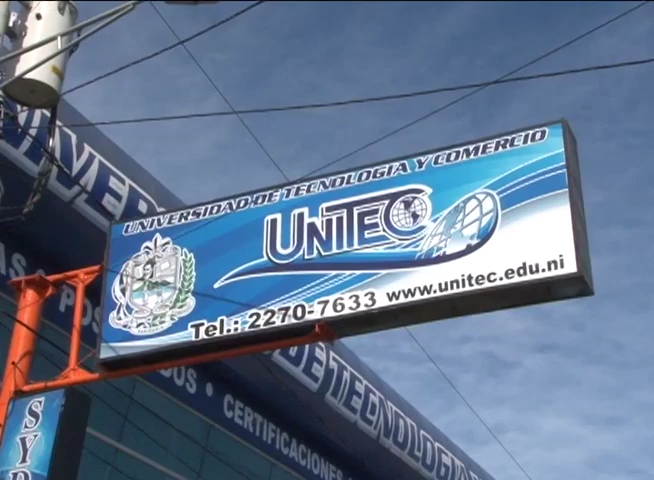 UNIVERSIDAD DE TECNOLOGIA Y COMERCIO
UNITEC
Tel.: 2270-7633 www.unitec.edu.ni
DE TECNOLOGIA
CERTIFICACIONES